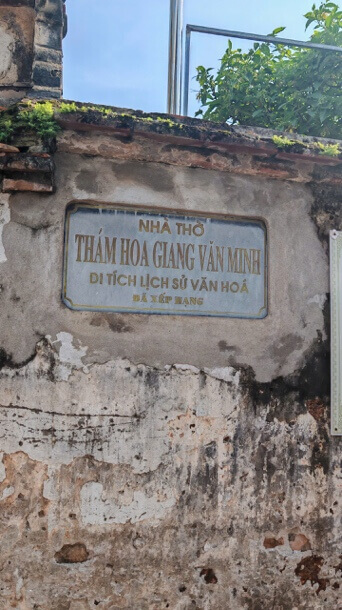 NHÀ THỜ
THÁM HOA GIANG VĂN MINH
DI TÍCH LỊCH SỬ VĂN HOÁ
ĐÃ XẾP HẠNG